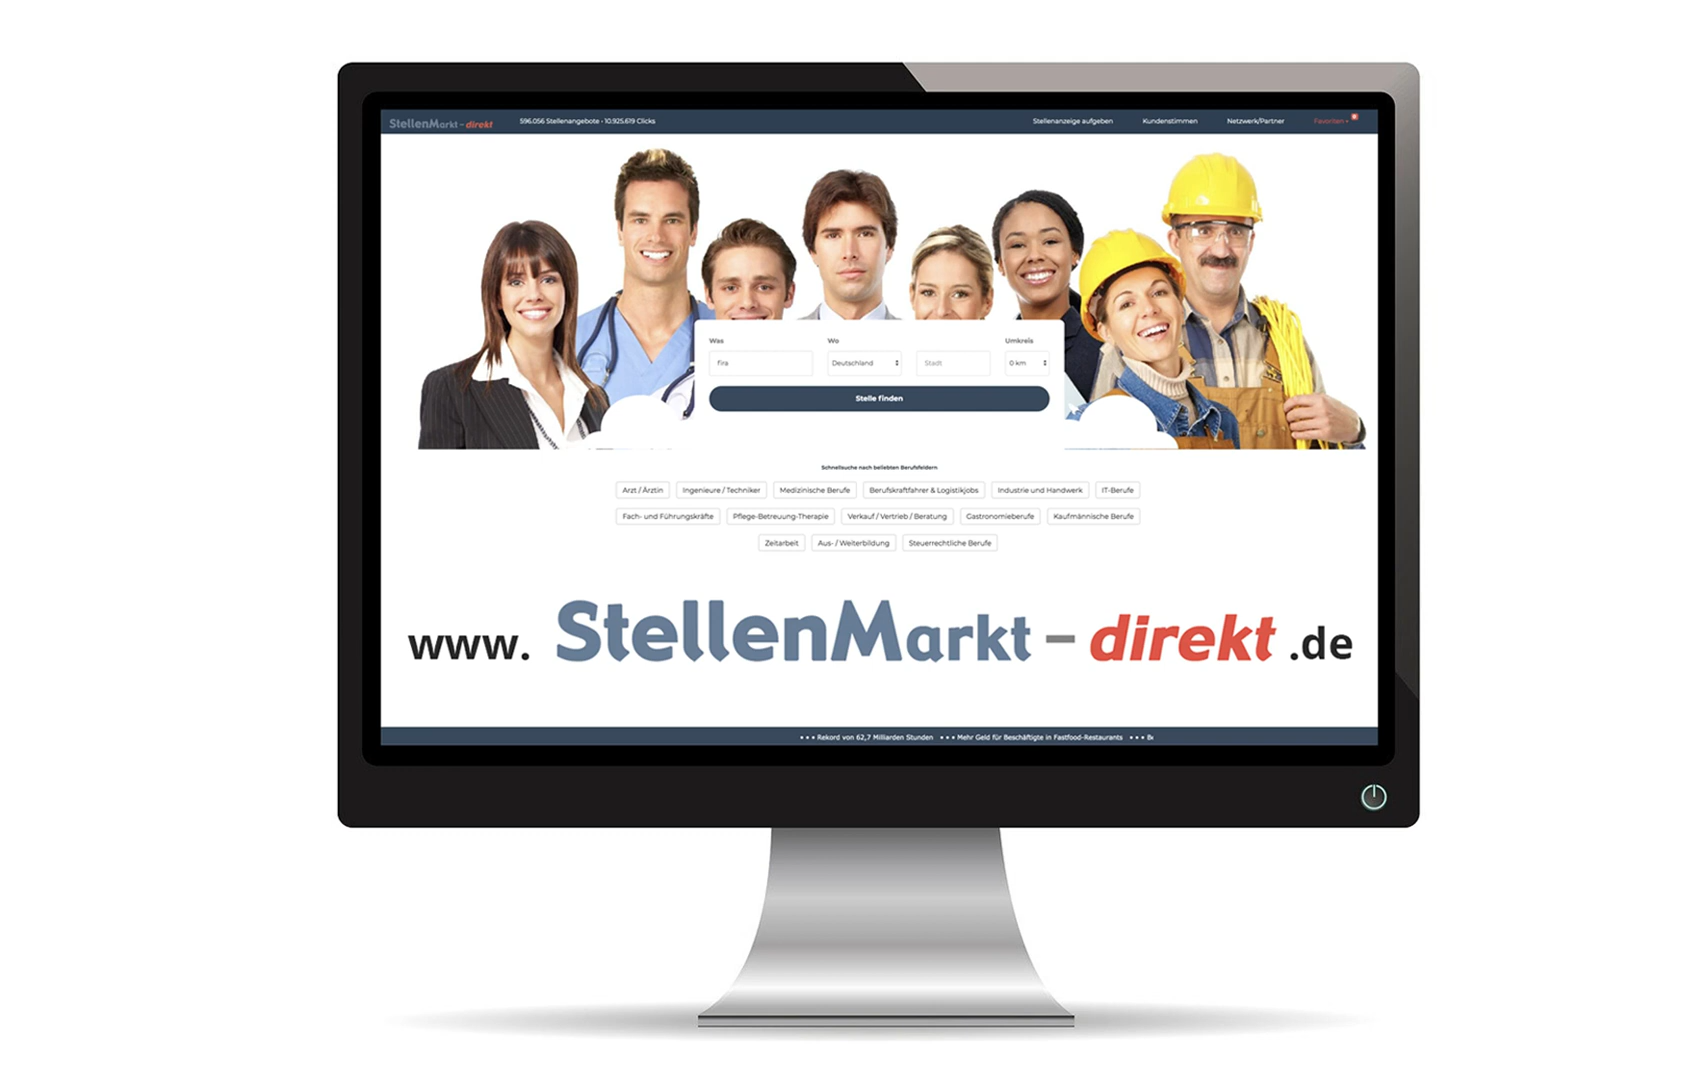 StellenMarkt-direkt 596.056 Stellenangebote - 10.925.619 Clicks Stellenanzeige aufgeben Kundenstimmen Netzwerk/Partner Favoriten
Was Wo Umkreis
fira Deutschland Stadt 0 km
Stelle finden
Schnellsuche nach beliebten Berufsfeldern
Arzt / Ärztin Ingenieure / Techniker Medizinische Berufe Berufskraftfahrer & Logistikjobs Industrie und Handwerk IT-Berufe
Fach- und Führungskräfte Pflege-Betreuung-Therapie Verkauf / Vertrieb / Beratung Gastronomieberufe Kaufmännische Berufe
Zeitarbeit Aus- / Weiterbildung Steuerrechtliche Berufe
www. StellenMarkt-direkt .de
• • • Rekord von 62,7 Milliarden Stunden • • • Mehr Geld für Beschäftigte in Fastfood-Restaurants • • •